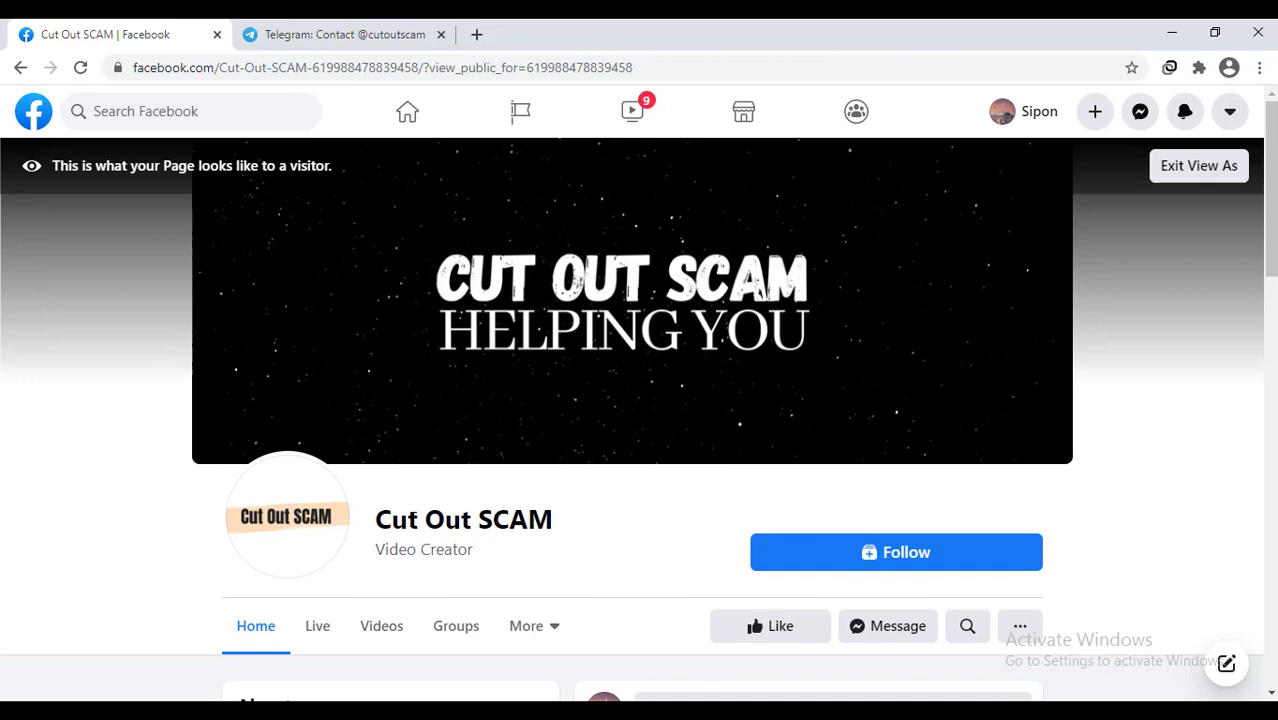 Cut Out SCAM | Facebook
Telegram: Contact @cutoutscam
facebook.com/Cut-Out-SCAM-619988478839458/?view_public_for=619988478839458
Search Facebook
9
Sipon
This is what your Page looks like to a visitor.
Exit View As
CUT OUT SCAM
HELPING YOU
Cut Out SCAM
Cut Out SCAM
Video Creator
Follow
Home
Live
Videos
Groups
More
Like
Message
Activate Windows
Go to Settings to activate Windows